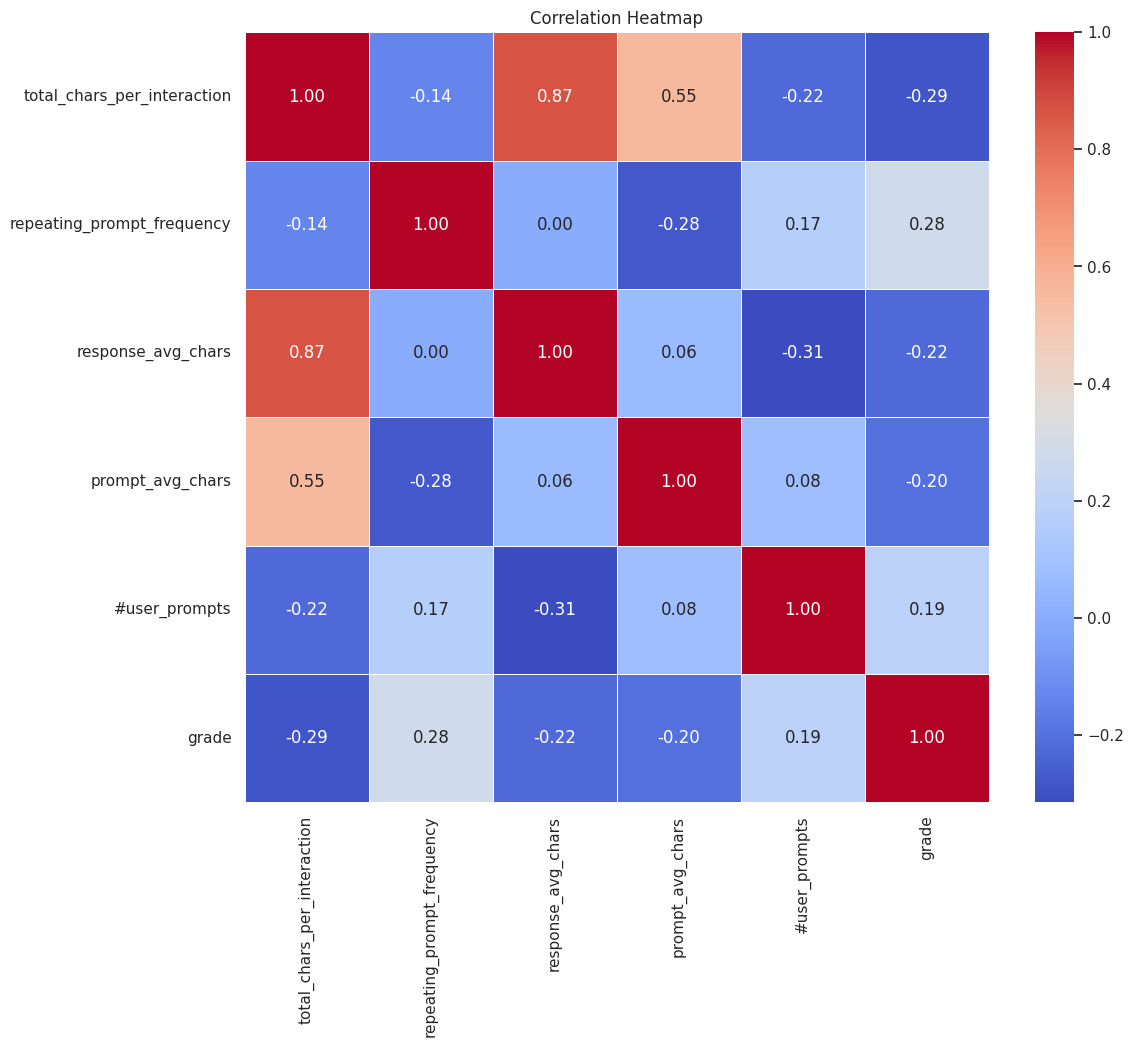 Correlation Heatmap
total_chars_per_interaction 1.00 -0.14 0.87 0.55 -0.22 -0.29
repeating_prompt_frequency -0.14 1.00 0.00 -0.28 0.17 0.28
response_avg_chars 0.87 0.00 1.00 0.06 -0.31 -0.22
prompt_avg_chars 0.55 -0.28 0.06 1.00 0.08 -0.20
#user_prompts -0.22 0.17 -0.31 0.08 1.00 0.19
grade -0.29 0.28 -0.22 -0.20 0.19 1.00
total_chars_per_interaction
repeating_prompt_frequency
response_avg_chars
prompt_avg_chars
#user_prompts
grade
1.0
0.8
0.6
0.4
0.2
0.0
−0.2